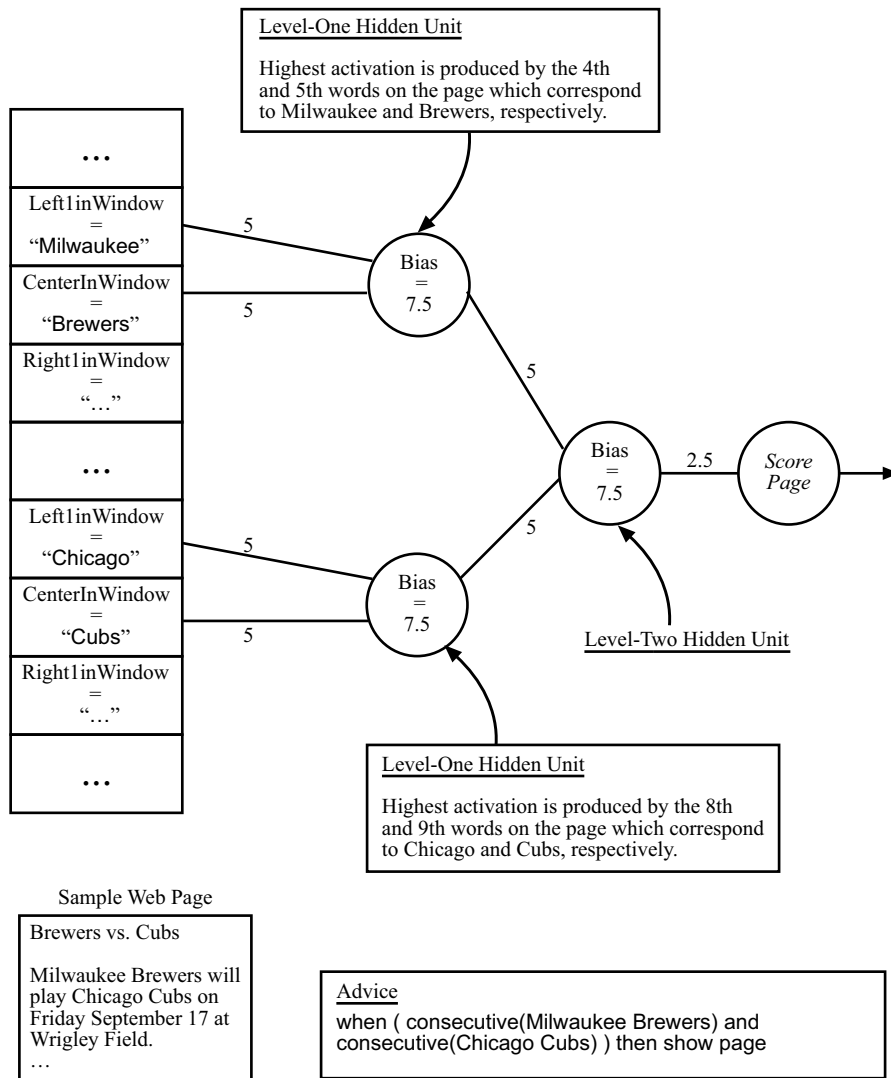 Level-One Hidden Unit
Highest activation is produced by the 4th
and 5th words on the page which correspond
to Milwaukee and Brewers, respectively.
...
Left1inWindow
=
“Milwaukee”
CenterInWindow
=
“Brewers”
Right1inWindow
=
“...”
...
Left1inWindow
=
“Chicago”
CenterInWindow
=
“Cubs”
Right1inWindow
=
“...”
...
5
5
5
5
Bias
=
7.5
Bias
=
7.5
5
5
Bias
=
7.5
2.5
Score
Page
Level-Two Hidden Unit
Level-One Hidden Unit
Highest activation is produced by the 8th
and 9th words on the page which correspond
to Chicago and Cubs, respectively.
Sample Web Page
Brewers vs. Cubs
Milwaukee Brewers will
play Chicago Cubs on
Friday September 17 at
Wrigley Field.
...
Advice
when ( consecutive(Milwaukee Brewers) and
consecutive(Chicago Cubs) ) then show page